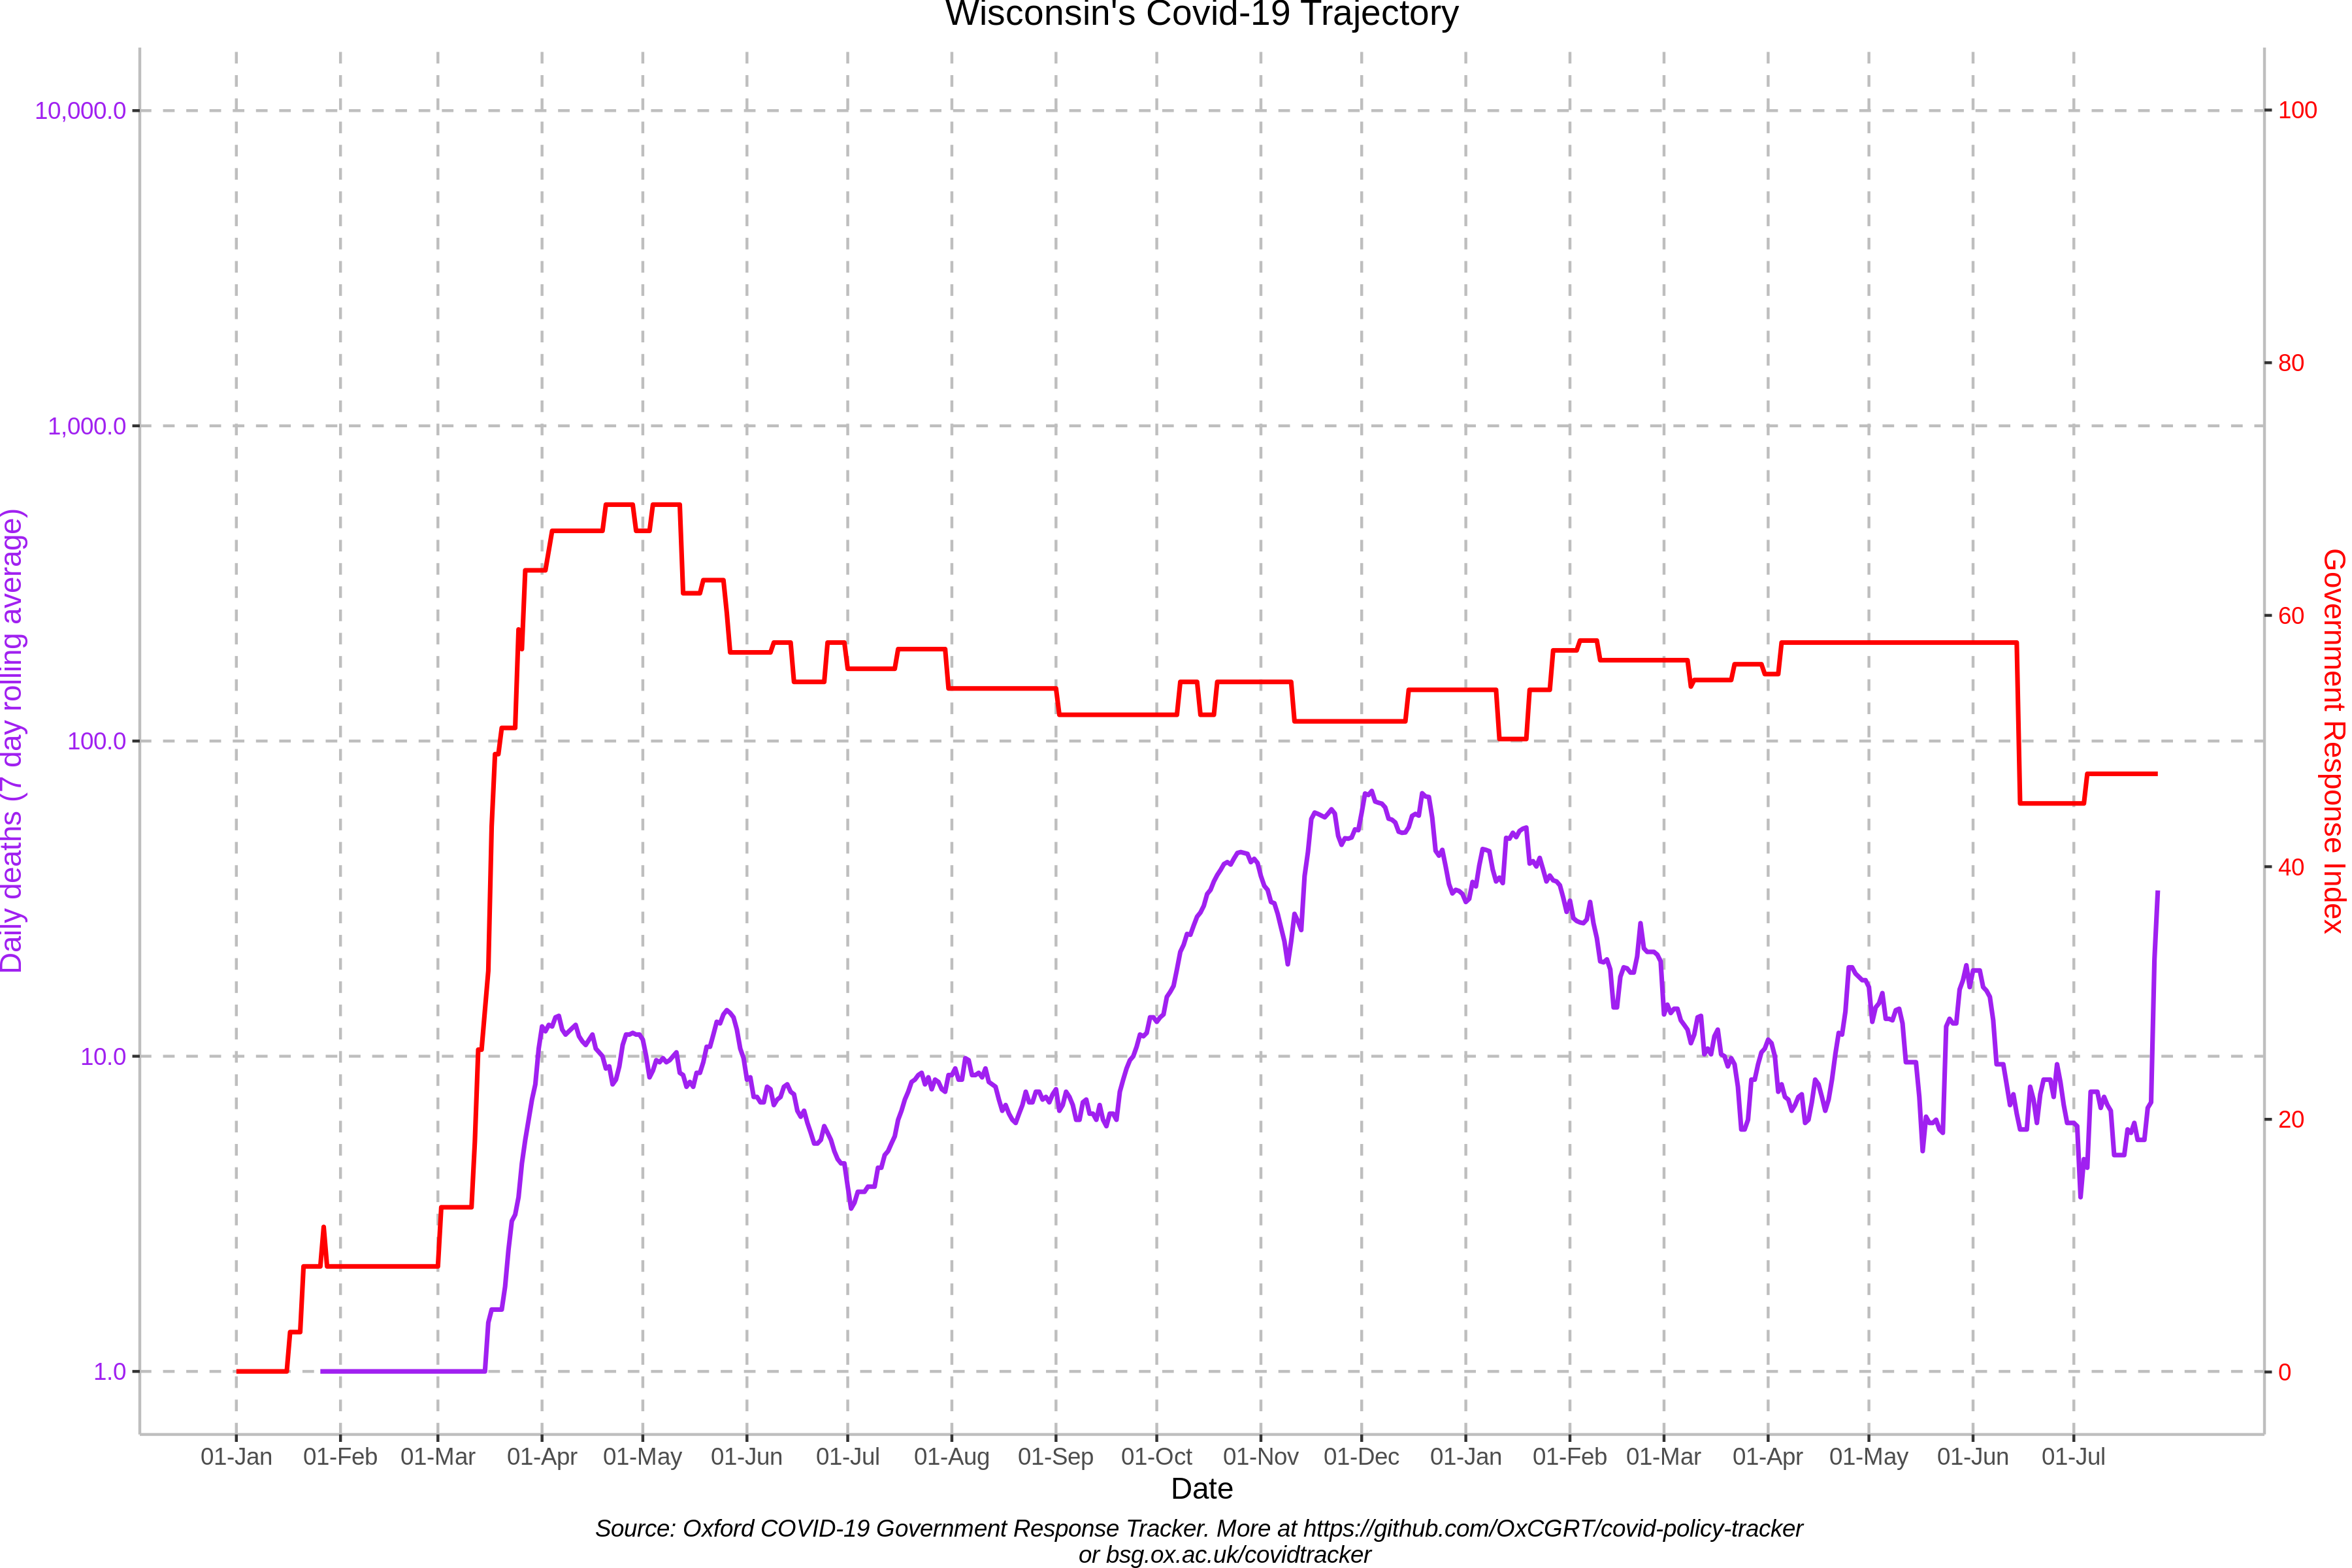 Wisconsin's Covid-19 Trajectory
10,000.0
1,000.0
100.0
10.0
1.0
Daily deaths (7 day rolling average)
100
80
60
40
20
0
Government Response Index
01-Jan 01-Feb 01-Mar 01-Apr 01-May 01-Jun 01-Jul 01-Aug 01-Sep 01-Oct 01-Nov 01-Dec 01-Jan 01-Feb 01-Mar 01-Apr 01-May 01-Jun 01-Jul
Date
Source: Oxford COVID-19 Government Response Tracker. More at https://github.com/OxCGRT/covid-policy-tracker
or bsg.ox.ac.uk/covidtracker